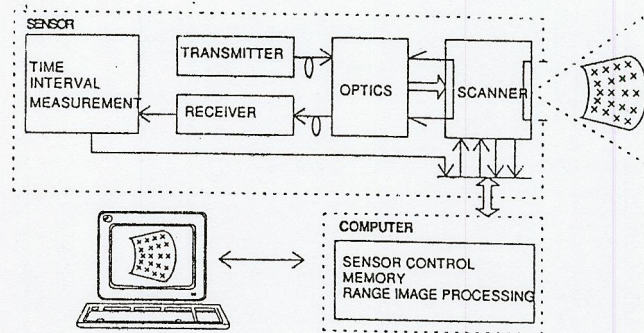 SENSOR
TIME
INTERVAL
MEASUREMENT
TRANSMITTER
RECEIVER
OPTICS
SCANNER
COMPUTER
SENSOR CONTROL
MEMORY
RANGE IMAGE PROCESSING